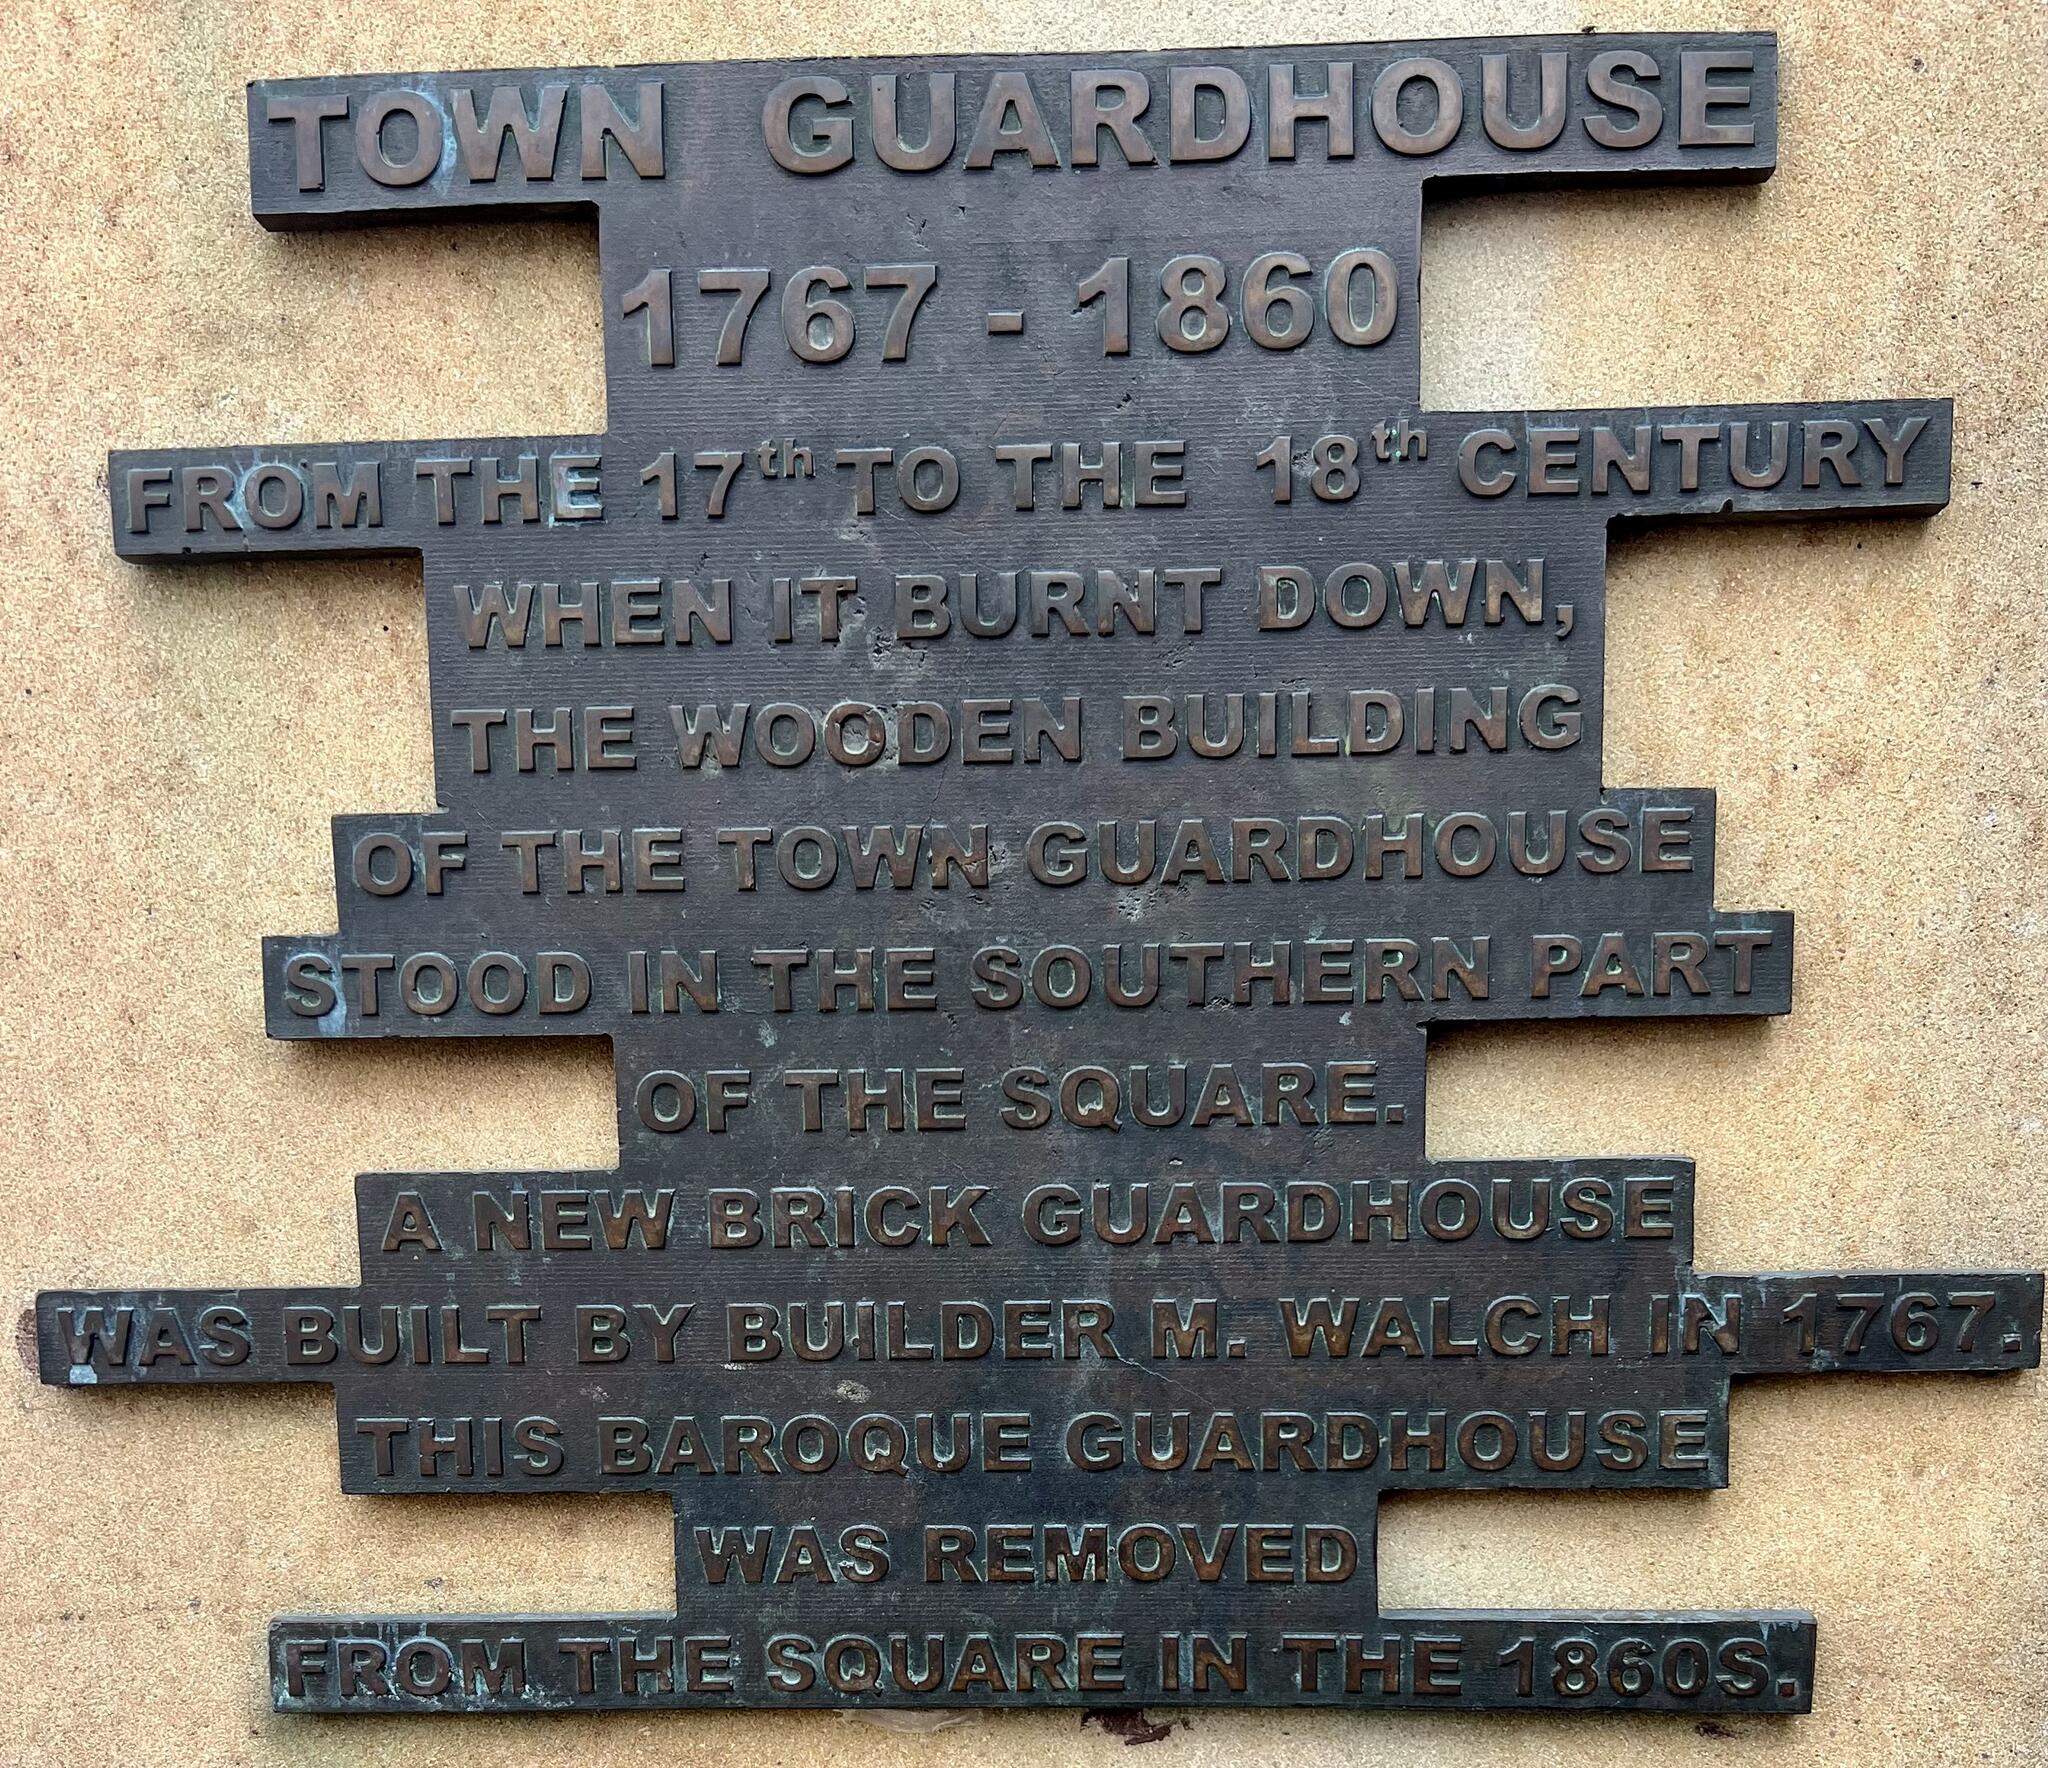 TOWN GUARDHOUSE
1767 - 1860
FROM THE 17th TO THE 18th CENTURY
WHEN IT BURNT DOWN,
THE WOODEN BUILDING
OF THE TOWN GUARDHOUSE
STOOD IN THE SOUTHERN PART
OF THE SQUARE.
A NEW BRICK GUARDHOUSE
WAS BUILT BY BUILDER M. WALCH IN 1767.
THIS BAROQUE GUARDHOUSE
WAS REMOVED
FROM THE SQUARE IN THE 1860S.